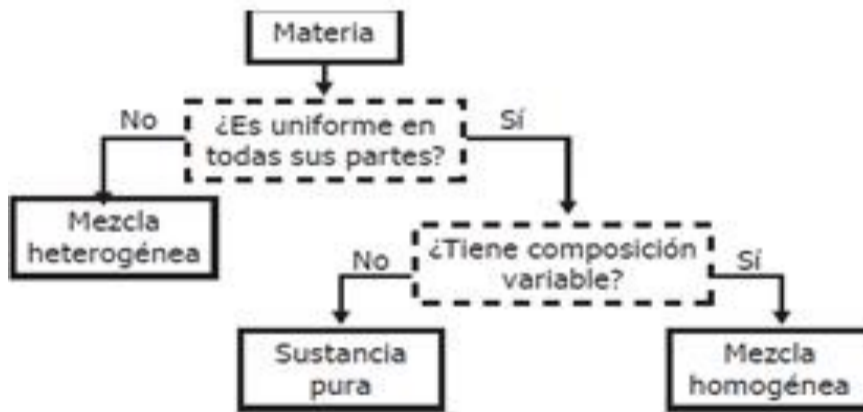 Materia
¿Es uniforme en
todas sus partes?
No
Sí
Mezcla
heterogénea
¿Tiene composición
variable?
No
Sí
Sustancia
pura
Mezcla
homogénea